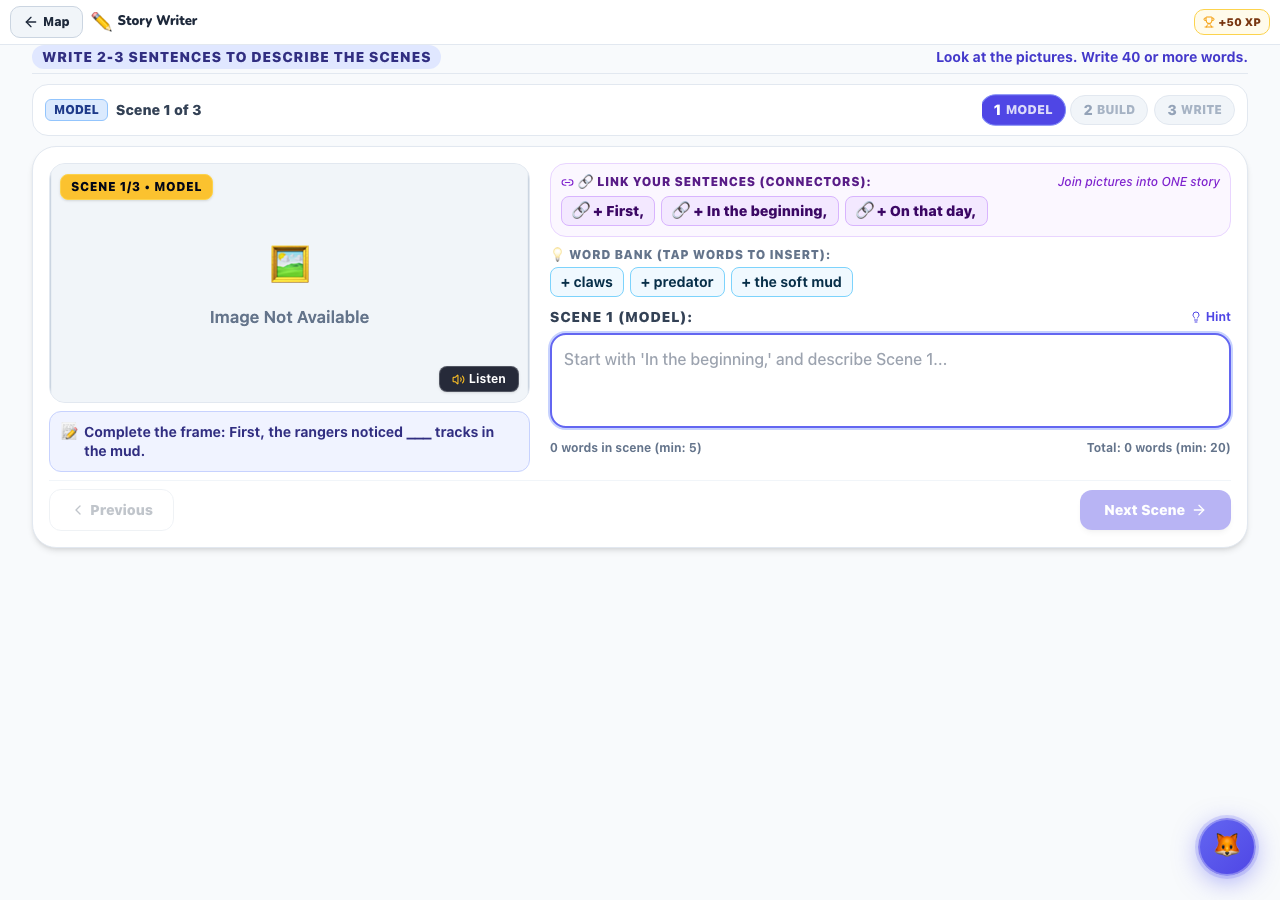 Map
Story Writer
+50 XP
WRITE 2-3 SENTENCES TO DESCRIBE THE SCENES
Look at the pictures. Write 40 or more words.
MODEL
Scene 1 of 3
1 MODEL
2 BUILD
3 WRITE
SCENE 1/3 • MODEL
Image Not Available
Listen
Complete the frame: First, the rangers noticed ____ tracks in
the mud.
LINK YOUR SENTENCES (CONNECTORS):
Join pictures into ONE story
+ First,
+ In the beginning,
+ On that day,
WORD BANK (TAP WORDS TO INSERT):
+ claws
+ predator
+ the soft mud
SCENE 1 (MODEL):
Hint
Start with 'In the beginning,' and describe Scene 1...
0 words in scene (min: 5)
Total: 0 words (min: 20)
Previous
Next Scene